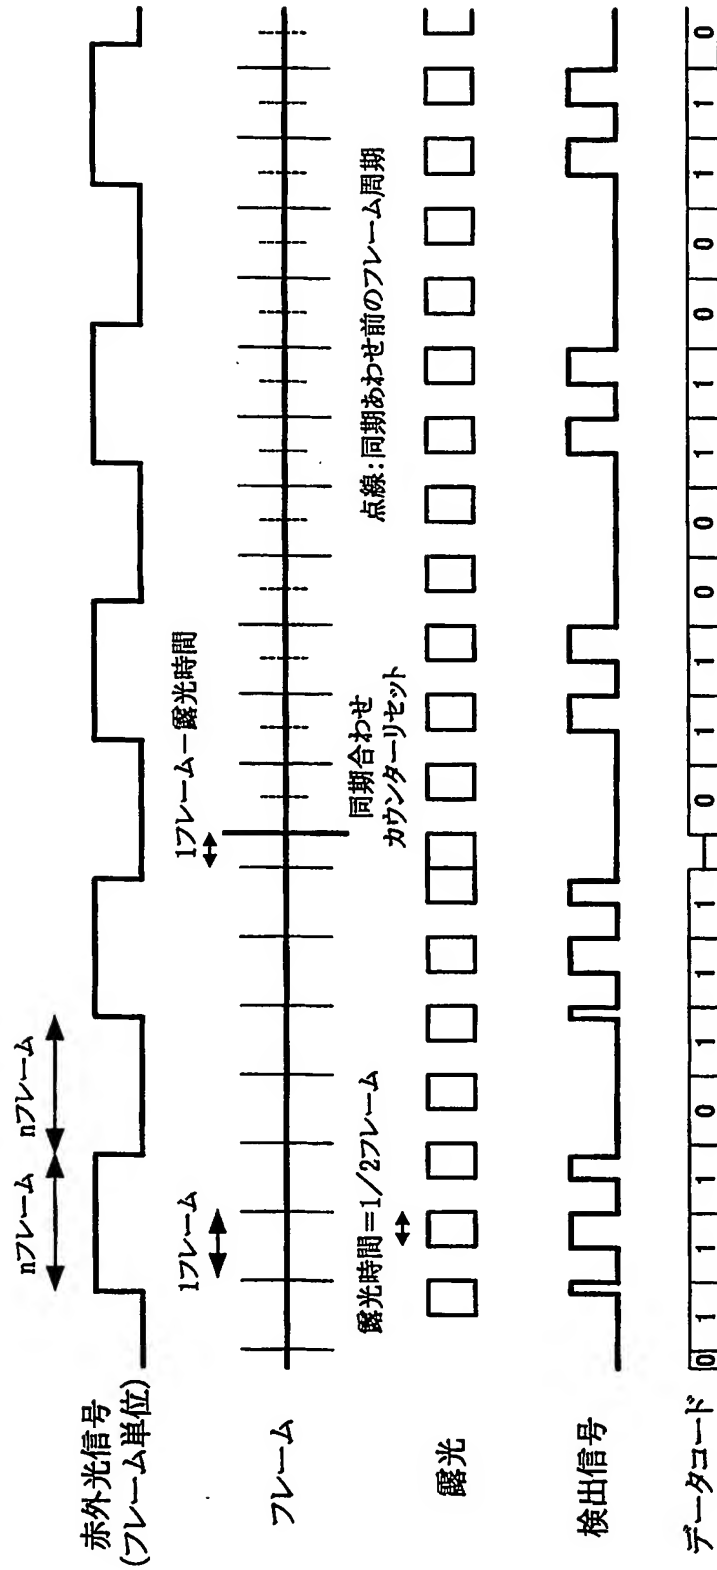 nフレーム nフレーム
赤外光信号
(フレーム単位)
1フレーム
1フレーム－露光時間
フレーム
露光時間＝1／2フレーム
同期合わせ
カウンターリセット
点線:同期あわせ前のフレーム周期
露光
検出信号
データコード 0 1 1 1 0 1 1 1 0 1 1 0 0 1 1 0 0 1 1 0